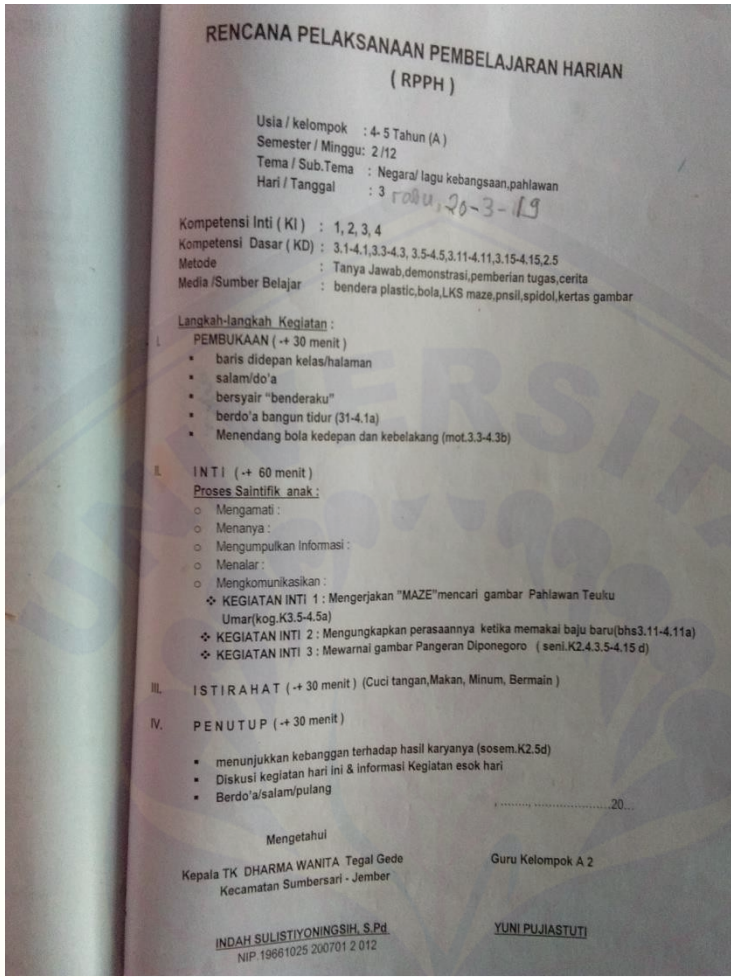 RENCANA PELAKSANAAN PEMBELAJARAN HARIAN
( RPPH )
Usia / kelompok : 4- 5 Tahun (A )
Semester / Minggu: 2 /12
Tema / Sub.Tema : Negara/ lagu kebangsaan,pahlawan
Hari / Tanggal : 3 rabu, 20-3-19
Kompetensi Inti ( KI ) : 1, 2, 3, 4
Kompetensi Dasar ( KD) : 3.1-4.1,3.3-4.3, 3.5-4.5,3.11-4.11,3.15-4.15,2.5
Metode : Tanya Jawab,demonstrasi,pemberian tugas,cerita
Media /Sumber Belajar : bendera plastic,bola,LKS maze,pnsil,spidol,kertas gambar
Langkah-langkah Kegiatan :
I. PEMBUKAAN ( -+ 30 menit )
▪ baris didepan kelas/halaman
▪ salam/do'a
▪ bersyair "benderaku"
▪ berdo'a bangun tidur (31-4.1a)
▪ Menendang bola kedepan dan kebelakang (mot.3.3-4.3b)
II. I N T I ( -+ 60 menit )
Proses Saintifik anak :
o Mengamati :
o Menanya :
o Mengumpulkan Informasi :
o Menalar :
o Mengkomunikasikan :
❖ KEGIATAN INTI 1 : Mengerjakan "MAZE"mencari gambar Pahlawan Teuku
Umar(kog.K3.5-4.5a)
❖ KEGIATAN INTI 2 : Mengungkapkan perasaannya ketika memakai baju baru(bhs3.11-4.11a)
❖ KEGIATAN INTI 3 : Mewarnai gambar Pangeran Diponegoro ( seni.K2.4.3.5-4.15 d)
III. I S T I R A H A T ( -+ 30 menit ) (Cuci tangan,Makan, Minum, Bermain )
IV. P E N U T U P ( -+ 30 menit )
▪ menunjukkan kebanggan terhadap hasil karyanya (sosem.K2.5d)
▪ Diskusi kegiatan hari ini & informasi Kegiatan esok hari
▪ Berdo'a/salam/pulang
, ........, ......................20...
Mengetahui
Kepala TK DHARMA WANITA Tegal Gede
Guru Kelompok A 2
Kecamatan Sumbersari - Jember
INDAH SULISTIYONINGSIH, S.Pd
YUNI PUJIASTUTI
NIP.19661025 200701 2 012
UNIVERSITA